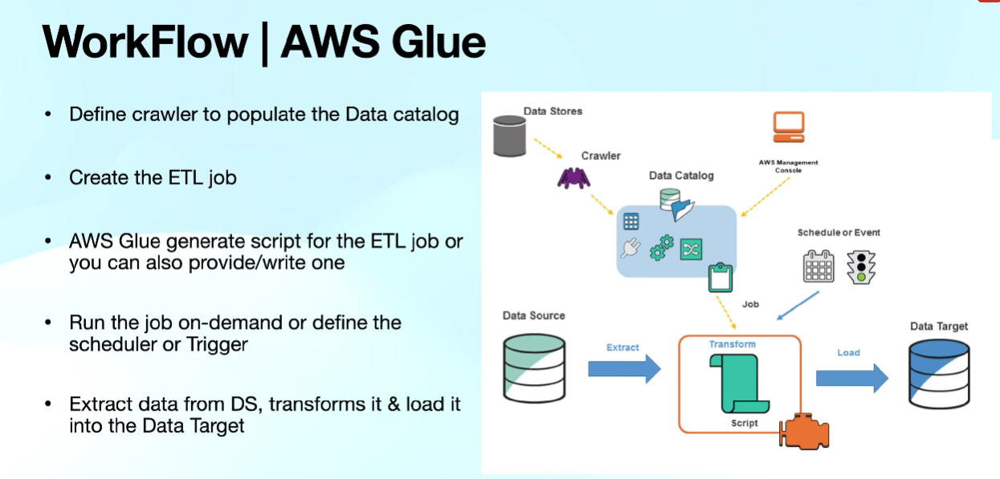 WorkFlow | AWS Glue
• Define crawler to populate the Data catalog
• Create the ETL job
• AWS Glue generate script for the ETL job or
you can also provide/write one
• Run the job on-demand or define the
scheduler or Trigger
• Extract data from DS, transforms it & load it
into the Data Target
Data Stores
Crawler
Data Catalog
AWS Management
Console
Schedule or Event
Job
Data Source
Extract
Transform
Script
Load
Data Target